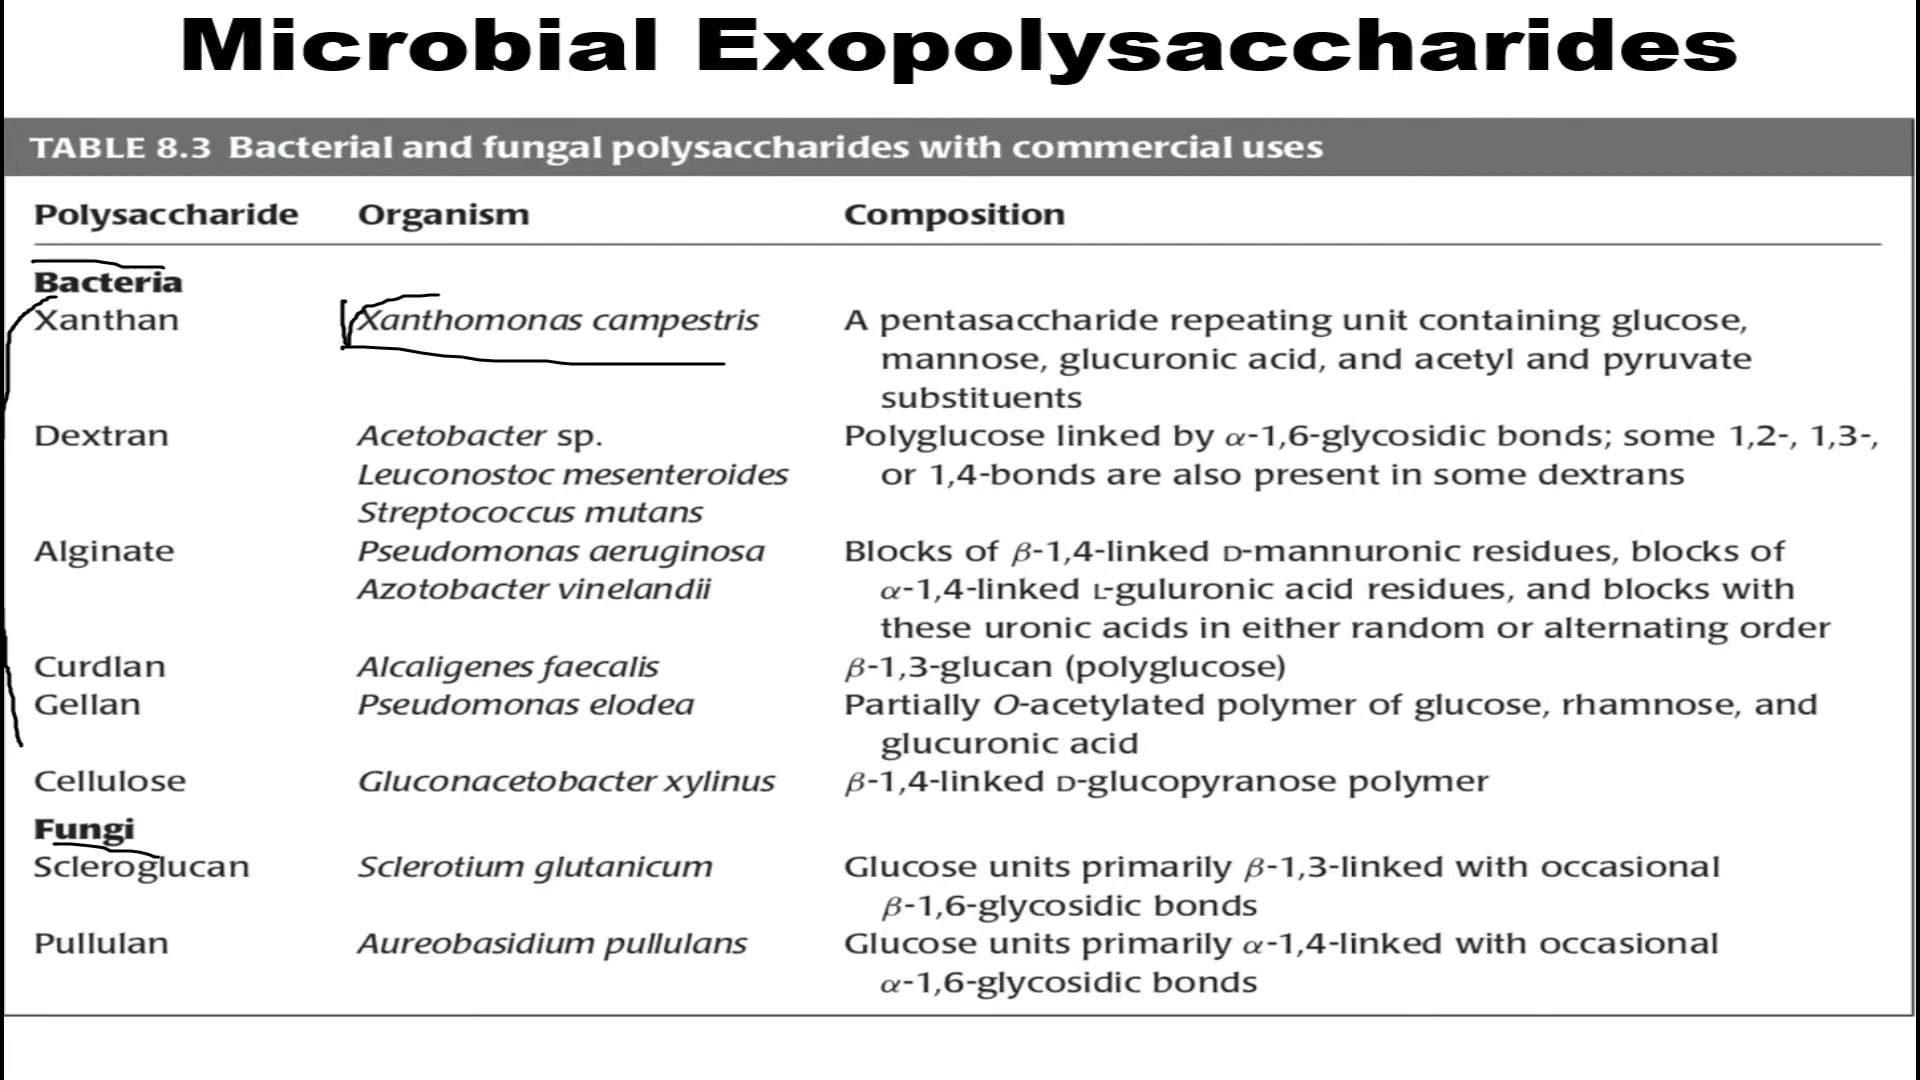 Microbial Exopolysaccharides
TABLE 8.3 Bacterial and fungal polysaccharides with commercial uses
Polysaccharide Organism Composition
Bacteria
Xanthan Xanthomonas campestris A pentasaccharide repeating unit containing glucose,
mannose, glucuronic acid, and acetyl and pyruvate
substituents
Dextran Acetobacter sp. Polyglucose linked by α-1,6-glycosidic bonds; some 1,2-, 1,3-,
Leuconostoc mesenteroides or 1,4-bonds are also present in some dextrans
Streptococcus mutans
Alginate Pseudomonas aeruginosa Blocks of β-1,4-linked D-mannuronic residues, blocks of
Azotobacter vinelandii α-1,4-linked L-guluronic acid residues, and blocks with
these uronic acids in either random or alternating order
Curdlan Alcaligenes faecalis β-1,3-glucan (polyglucose)
Gellan Pseudomonas elodea Partially O-acetylated polymer of glucose, rhamnose, and
glucuronic acid
Cellulose Gluconacetobacter xylinus β-1,4-linked D-glucopyranose polymer
Fungi
Scleroglucan Sclerotium glutanicum Glucose units primarily β-1,3-linked with occasional
β-1,6-glycosidic bonds
Pullulan Aureobasidium pullulans Glucose units primarily α-1,4-linked with occasional
α-1,6-glycosidic bonds